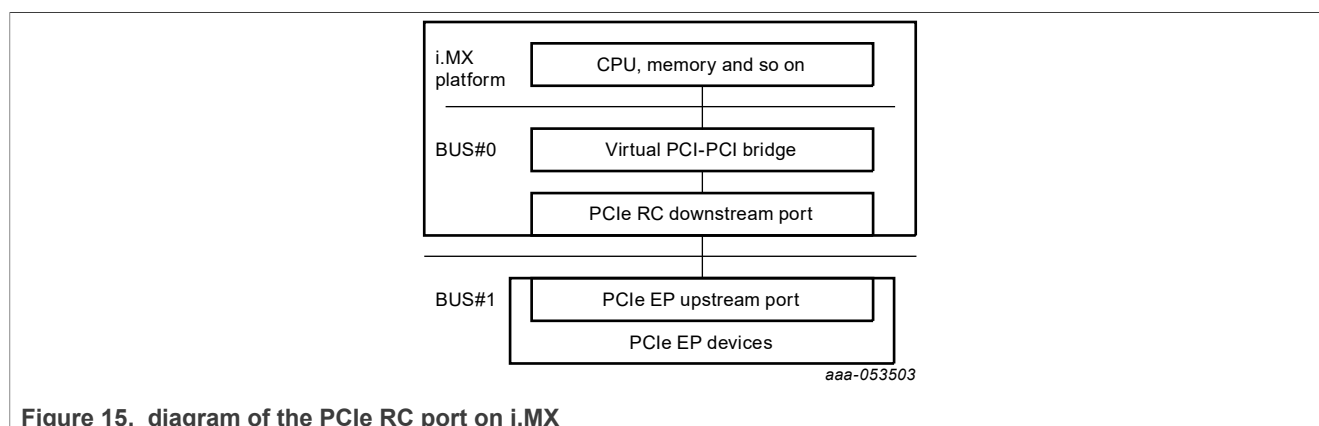 i.MX
platform
CPU, memory and so on
BUS#0
Virtual PCI-PCI bridge
PCIe RC downstream port
BUS#1
PCIe EP upstream port
PCIe EP devices
aaa-053503
Figure 15. diagram of the PCIe RC port on i.MX